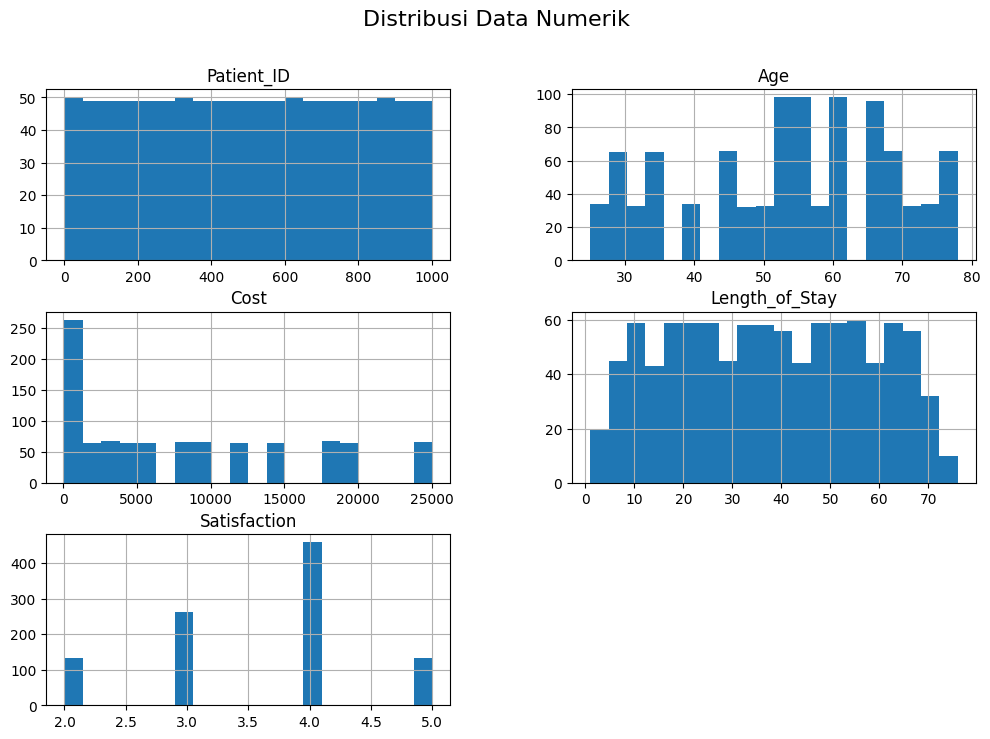 Distribusi Data Numerik
Patient_ID
50
40
30
20
10
0
0 200 400 600 800 1000
Age
100
80
60
40
20
0
30 40 50 60 70 80
Cost
250
200
150
100
50
0
0 5000 10000 15000 20000 25000
Length_of_Stay
60
40
20
0
0 10 20 30 40 50 60 70
Satisfaction
400
300
200
100
0
2.0 2.5 3.0 3.5 4.0 4.5 5.0